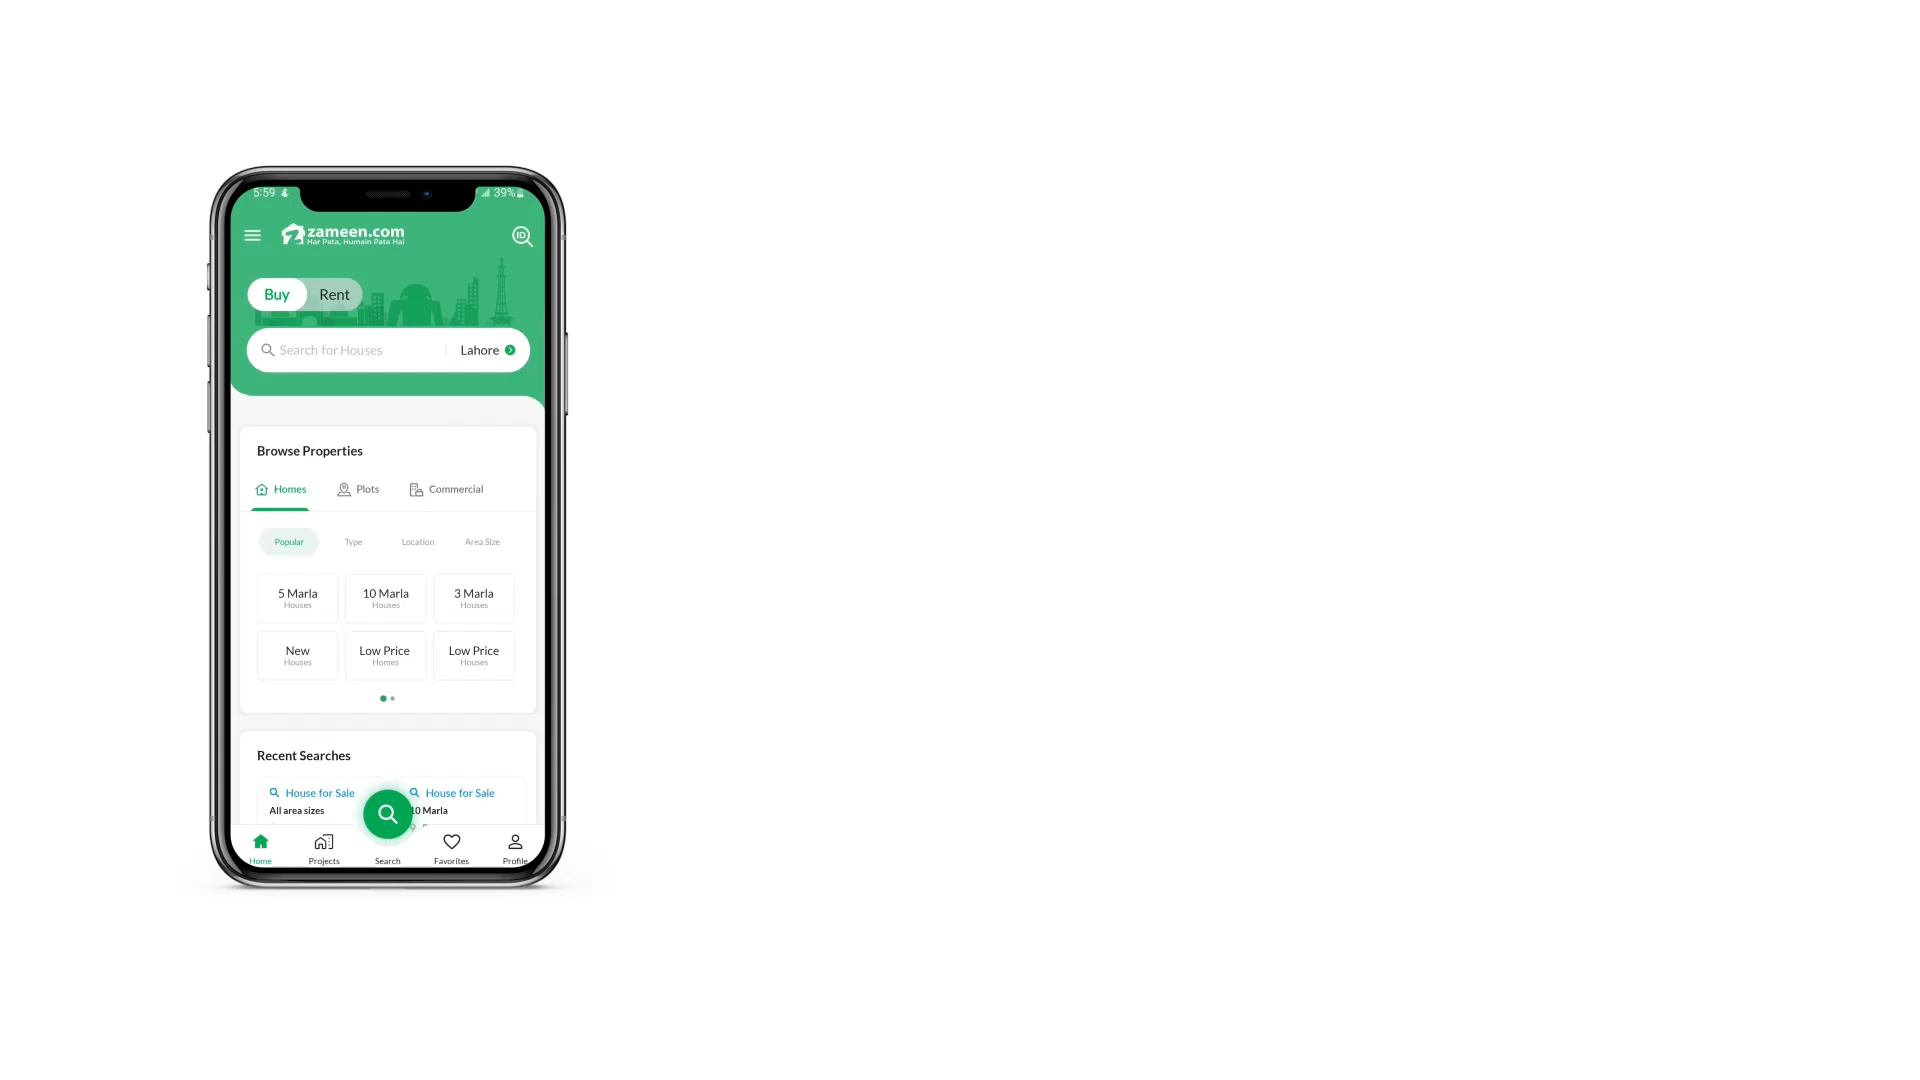 5:59
39%
zameen.com
Har Pata, Humain Pata Hai
ID
Buy Rent
Search for Houses Lahore
Browse Properties
Homes Plots Commercial
Popular Type Location Area Size
5 Marla 10 Marla 3 Marla
Houses Houses Houses
New Low Price Low Price
Houses Homes Houses
Recent Searches
House for Sale House for Sale
All area sizes 10 Marla
Home Projects Search Favorites Profile